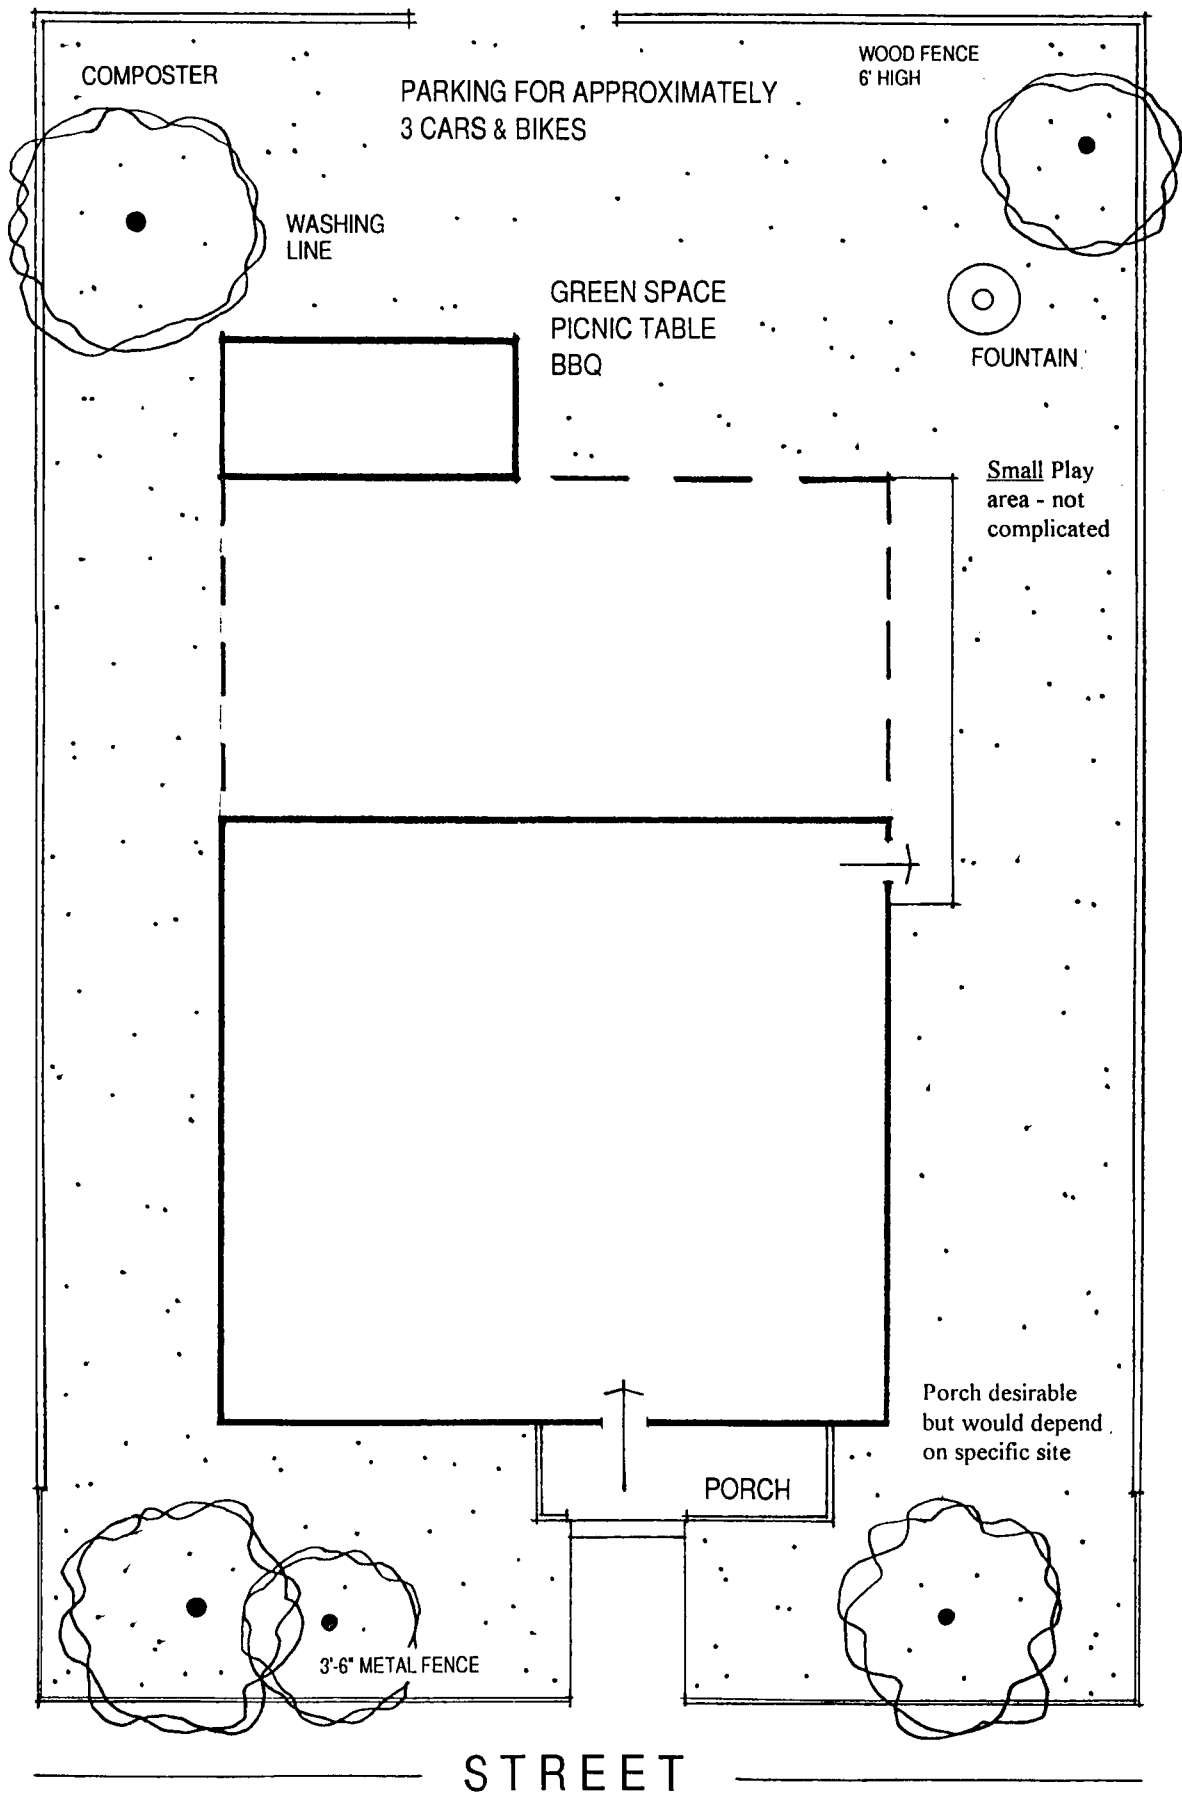 COMPOSTER
PARKING FOR APPROXIMATELY
3 CARS & BIKES
WOOD FENCE
6' HIGH
WASHING
LINE
GREEN SPACE
PICNIC TABLE
BBQ
FOUNTAIN
Small Play
area - not
complicated
Porch desirable
but would depend
on specific site
PORCH
3'-6" METAL FENCE
STREET